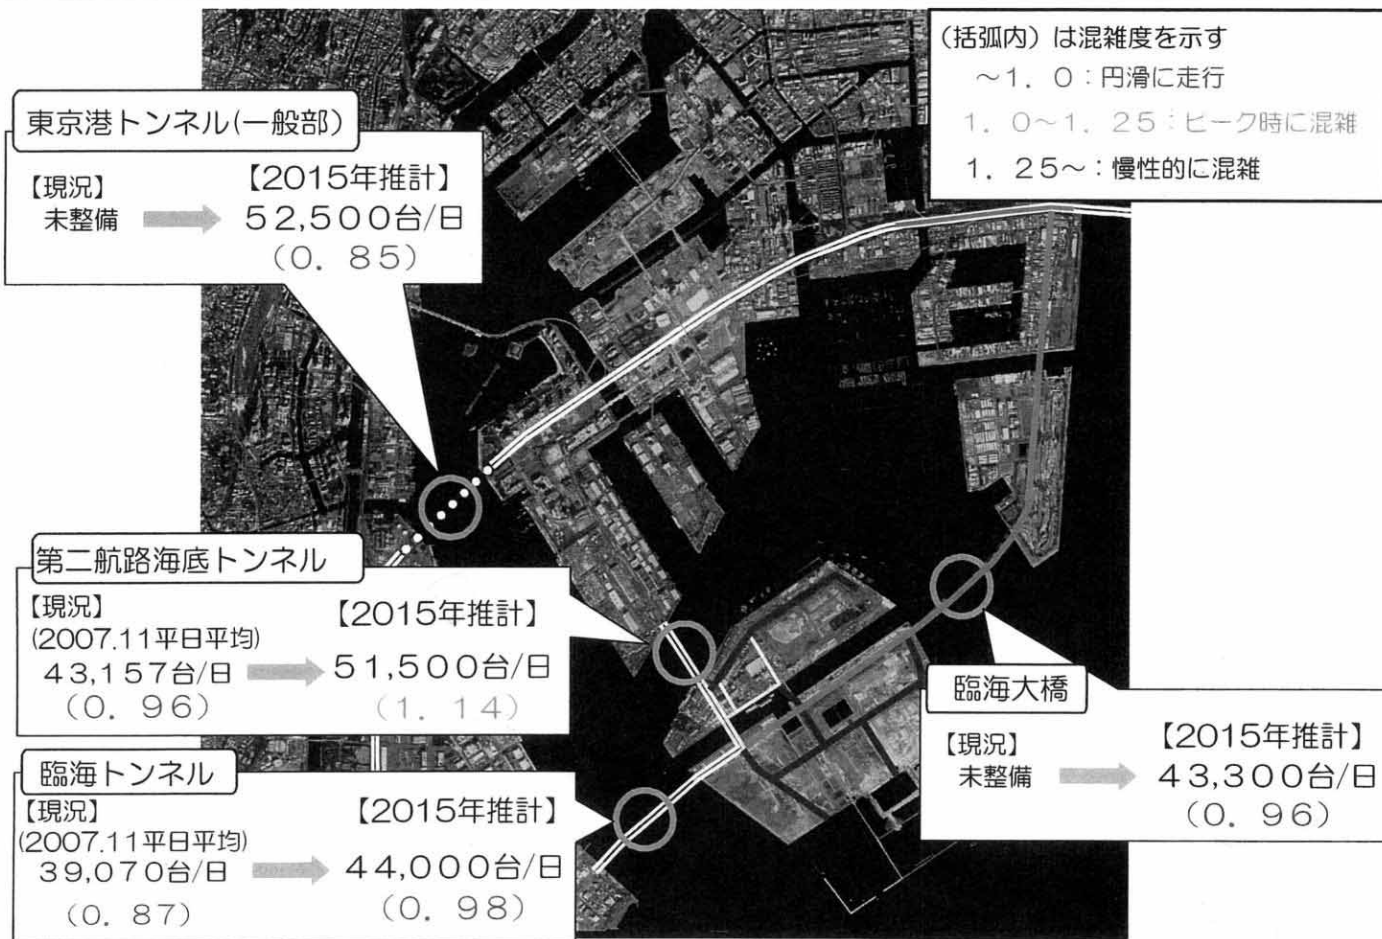 (括弧内)は混雑度を示す
~1.0:円滑に走行
1.0~1.25:ピーク時に混雑
1.25~:慢性的に混雑
東京港トンネル(一般部)
【現況】
未整備
【2015年推計】
52,500台/日
(0.85)
第二航路海底トンネル
【現況】
(2007.11平日平均)
43,157台/日
(0.96)
【2015年推計】
51,500台/日
(1.14)
臨海トンネル
【現況】
(2007.11平日平均)
39,070台/日
(0.87)
【2015年推計】
44,000台/日
(0.98)
臨海大橋
【現況】
未整備
【2015年推計】
43,300台/日
(0.96)